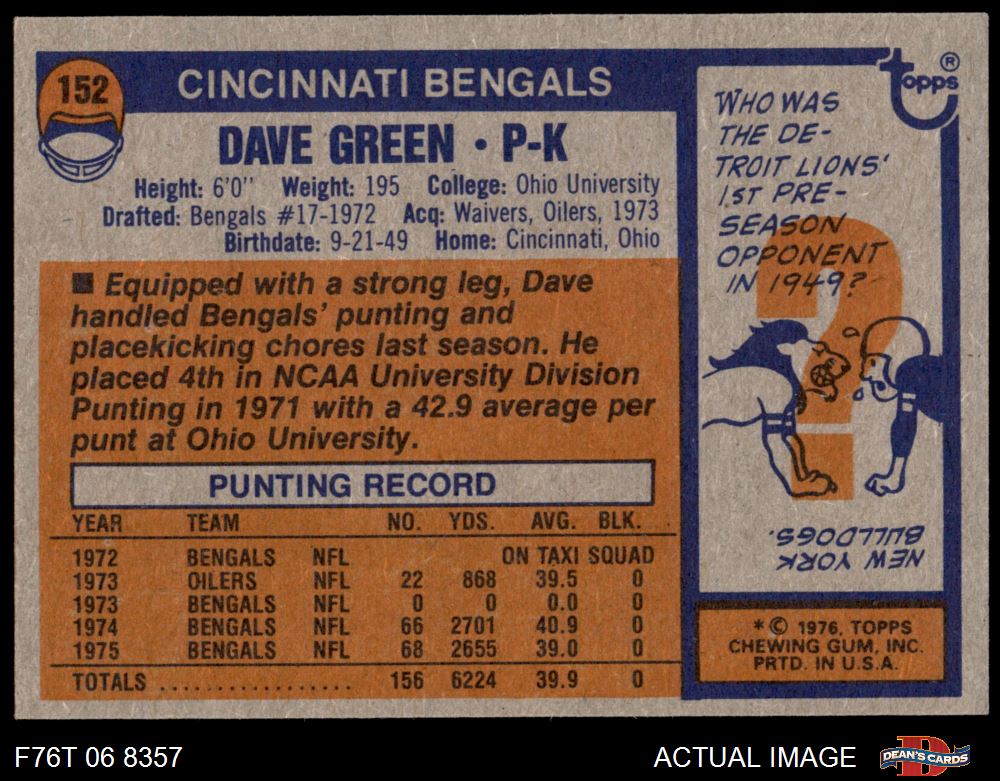 152
CINCINNATI BENGALS
DAVE GREEN • P-K
Height: 6'0" Weight: 195 College: Ohio University
Drafted: Bengals #17-1972 Acq: Waivers, Oilers, 1973
Birthdate: 9-21-49 Home: Cincinnati, Ohio
■ Equipped with a strong leg, Dave
handled Bengals' punting and
placekicking chores last season. He
placed 4th in NCAA University Division
Punting in 1971 with a 42.9 average per
punt at Ohio University.
PUNTING RECORD
YEAR TEAM NO. YDS. AVG. BLK.
1972 BENGALS NFL ON TAXI SQUAD
1973 OILERS NFL 22 868 39.5 0
1973 BENGALS NFL 0 0 0.0 0
1974 BENGALS NFL 66 2701 40.9 0
1975 BENGALS NFL 68 2655 39.0 0
TOTALS .................. 156 6224 39.9 0
Topps ®
WHO WAS
THE DE-
TROIT LIONS'
1ST PRE-
SEASON
OPPONENT
IN 1949?
?
NEW YORK
BULLDOGS.
* © 1976, TOPPS
CHEWING GUM, INC.
PRTD. IN U.S.A.
F76T 06 8357
ACTUAL IMAGE
D
DEAN'S CARDS